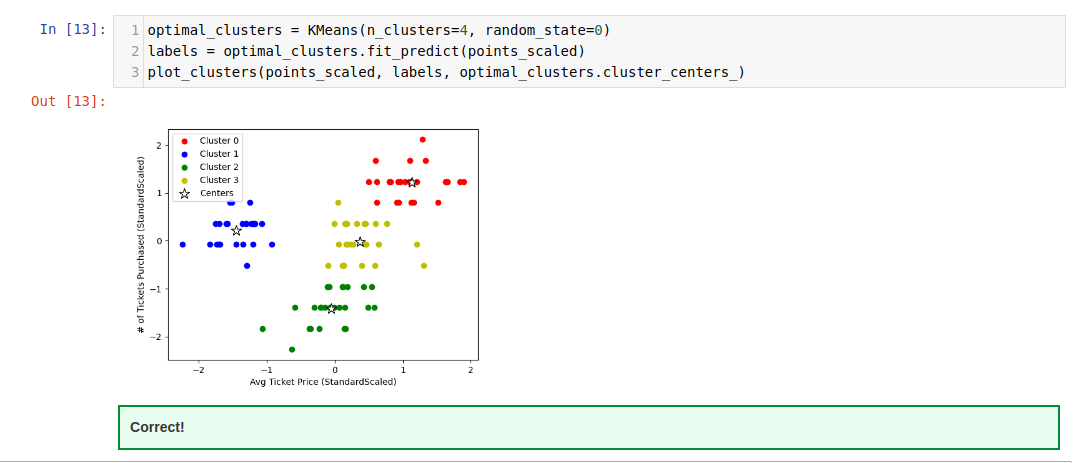 In [13]:
1 optimal_clusters = KMeans(n_clusters=4, random_state=0)
2 labels = optimal_clusters.fit_predict(points_scaled)
3 plot_clusters(points_scaled, labels, optimal_clusters.cluster_centers_)
Out [13]:
Cluster 0
Cluster 1
Cluster 2
Cluster 3
Centers
2
1
0
−1
−2
# of Tickets Purchased (StandardScaled)
−2 −1 0 1 2
Avg Ticket Price (StandardScaled)
Correct!